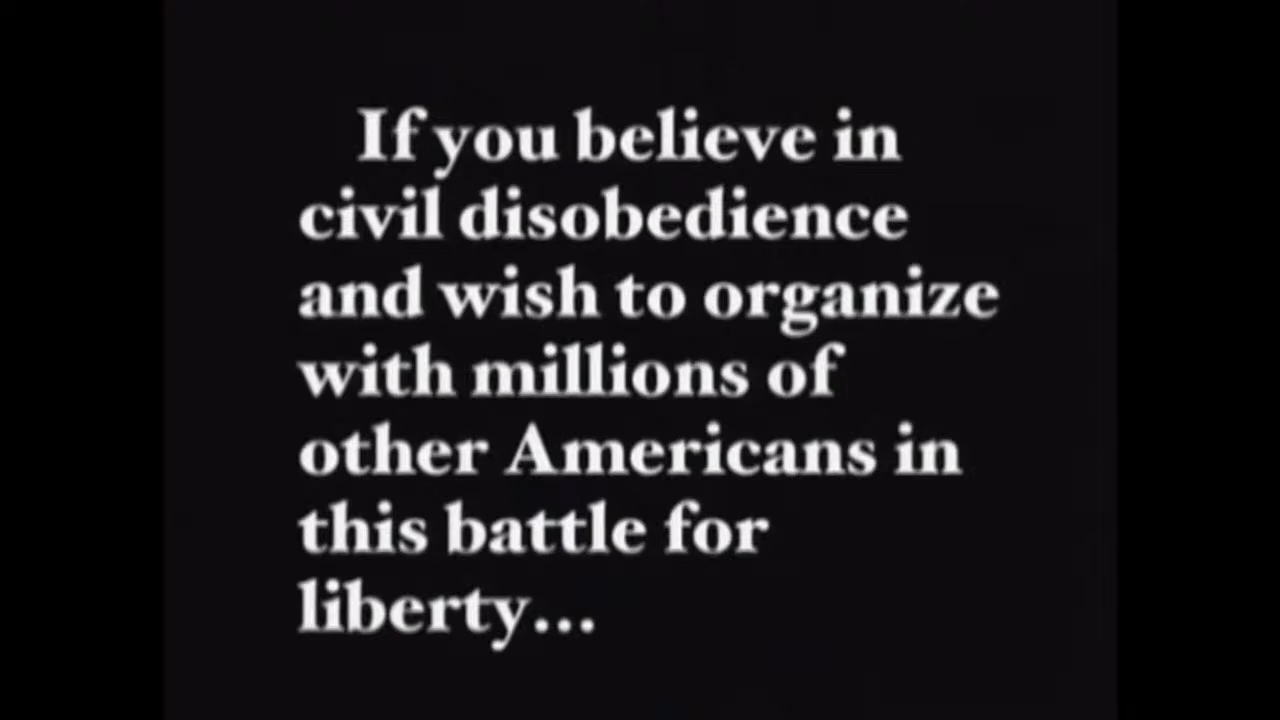 If you believe in
civil disobedience
and wish to organize
with millions of
other Americans in
this battle for
liberty...